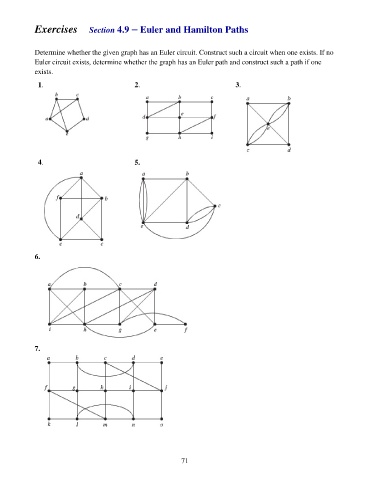 Exercises Section 4.9 – Euler and Hamilton Paths
Determine whether the given graph has an Euler circuit. Construct such a circuit when one exists. If no
Euler circuit exists, determine whether the graph has an Euler path and construct such a path if one
exists.
1. 2. 3.
b c
a d
a b c
d e f
g h i
a b
c d
4. 5.
a
f b
d
e c
a b
c
e d
6.
a b c d
i h g e f
7.
a b c d e
f g h i j
k l m n o
71